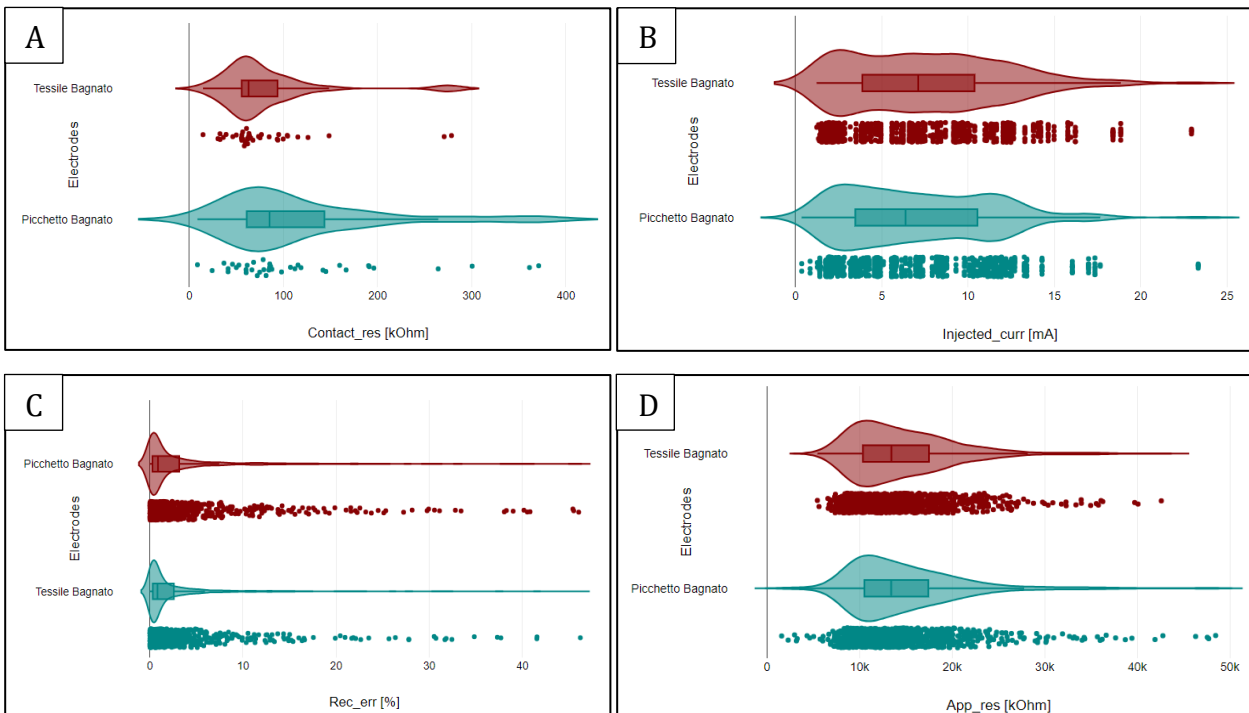 A
Tessile Bagnato
Electrodes
Picchetto Bagnato
0 100 200 300 400
Contact_res [kOhm]
B
Tessile Bagnato
Electrodes
Picchetto Bagnato
0 5 10 15 20 25
Injected_curr [mA]
C
Picchetto Bagnato
Electrodes
Tessile Bagnato
0 10 20 30 40
Rec_err [%]
D
Tessile Bagnato
Electrodes
Picchetto Bagnato
0 10k 20k 30k 40k 50k
App_res [kOhm]